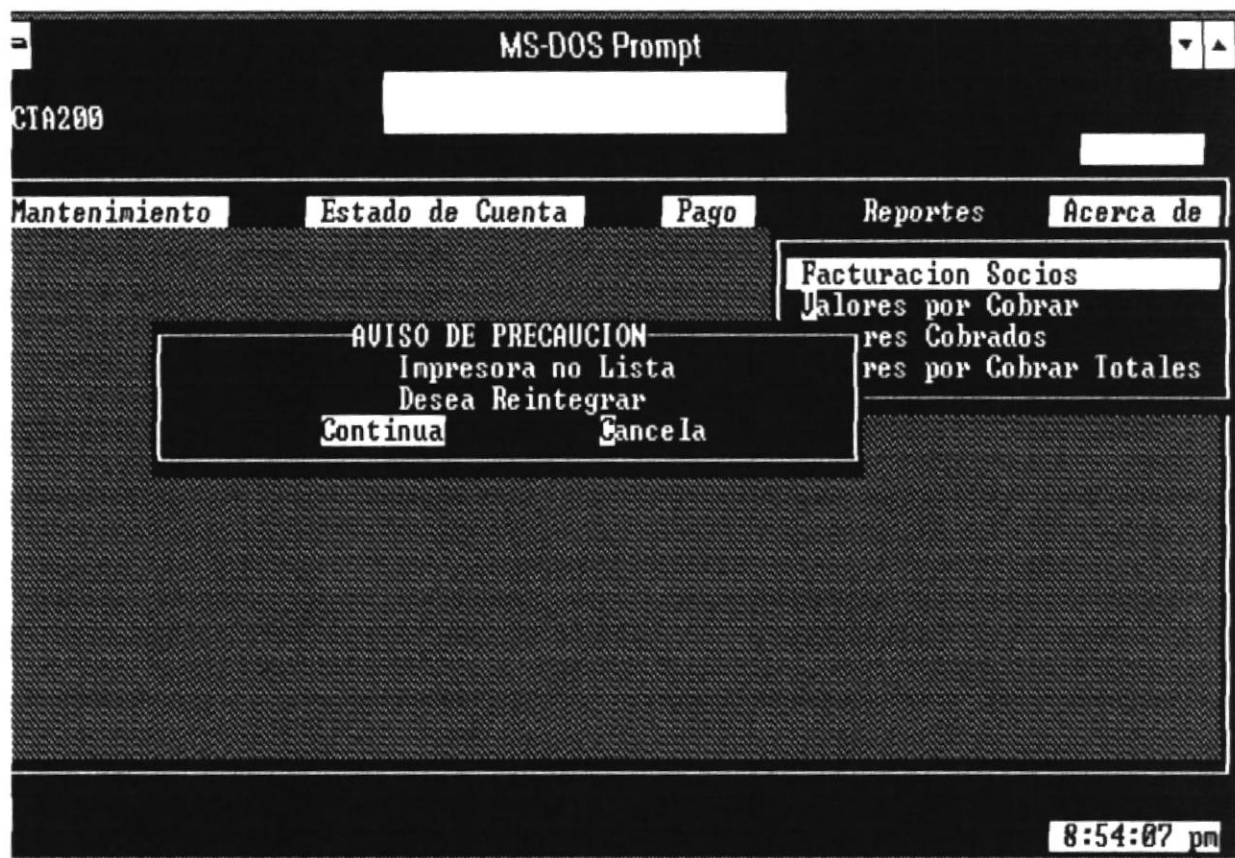 MS-DOS Prompt
CTA200
Mantenimiento Estado de Cuenta Pago Reportes Acerca de
Facturacion Socios
Valores por Cobrar
res Cobrados
res por Cobrar Totales
AVISO DE PRECAUCION
Impresora no Lista
Desea Reintegrar
Continua Cancela
8:54:07 pm